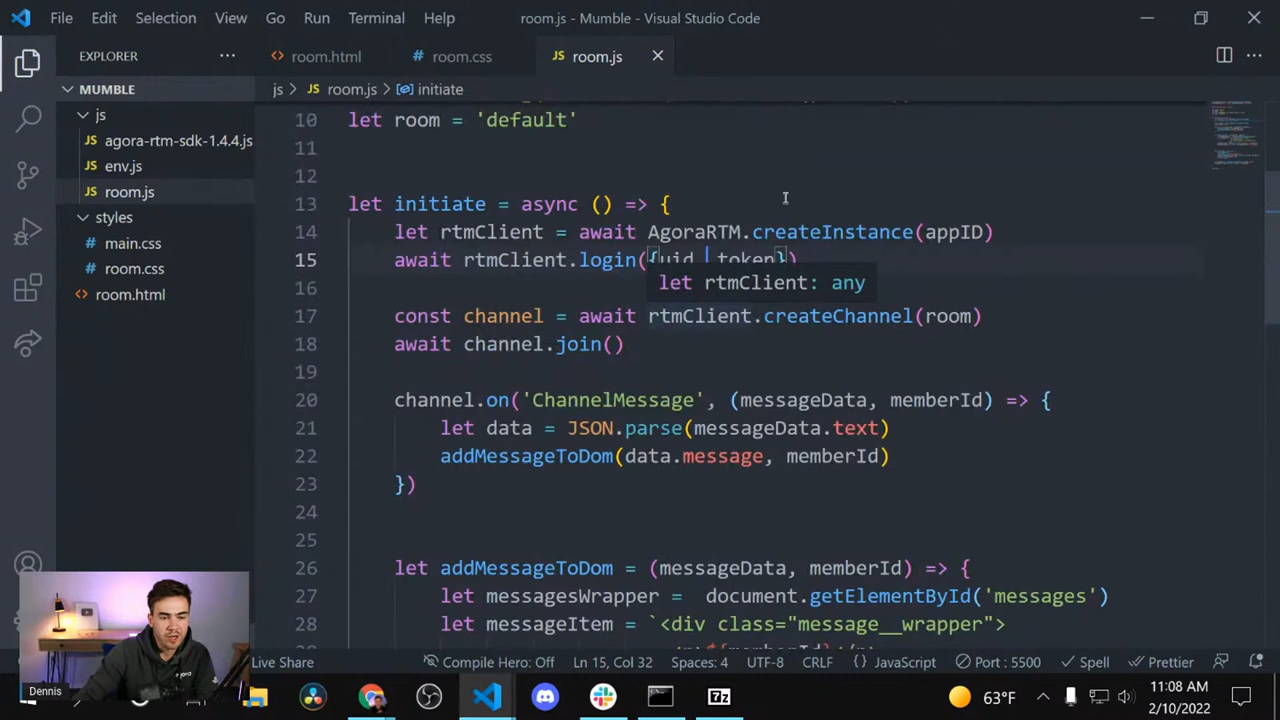 File Edit Selection View Go Run Terminal Help
room.js - Mumble - Visual Studio Code
EXPLORER
room.html
room.css
JS room.js
MUMBLE
js
JS agora-rtm-sdk-1.4.4.js
JS env.js
JS room.js
styles
main.css
room.css
room.html
js > JS room.js > initiate
10 let room = 'default'
11
12
13 let initiate = async () => {
14 let rtmClient = await AgoraRTM.createInstance(appID)
15 await rtmClient.login({uid token})
let rtmClient: any
16
17 const channel = await rtmClient.createChannel(room)
18 await channel.join()
19
20 channel.on('ChannelMessage', (messageData, memberId) => {
21 let data = JSON.parse(messageData.text)
22 addMessageToDom(data.message, memberId)
23 })
24
25
26 let addMessageToDom = (messageData, memberId) => {
27 let messagesWrapper = document.getElementById('messages')
28 let messageItem = `<div class="message__wrapper">
Dennis
Live Share
Compile Hero: Off
Ln 15, Col 32
Spaces: 4
UTF-8
CRLF
{} JavaScript
Port : 5500
Spell
Prettier
7z
63°F
11:08 AM
2/10/2022